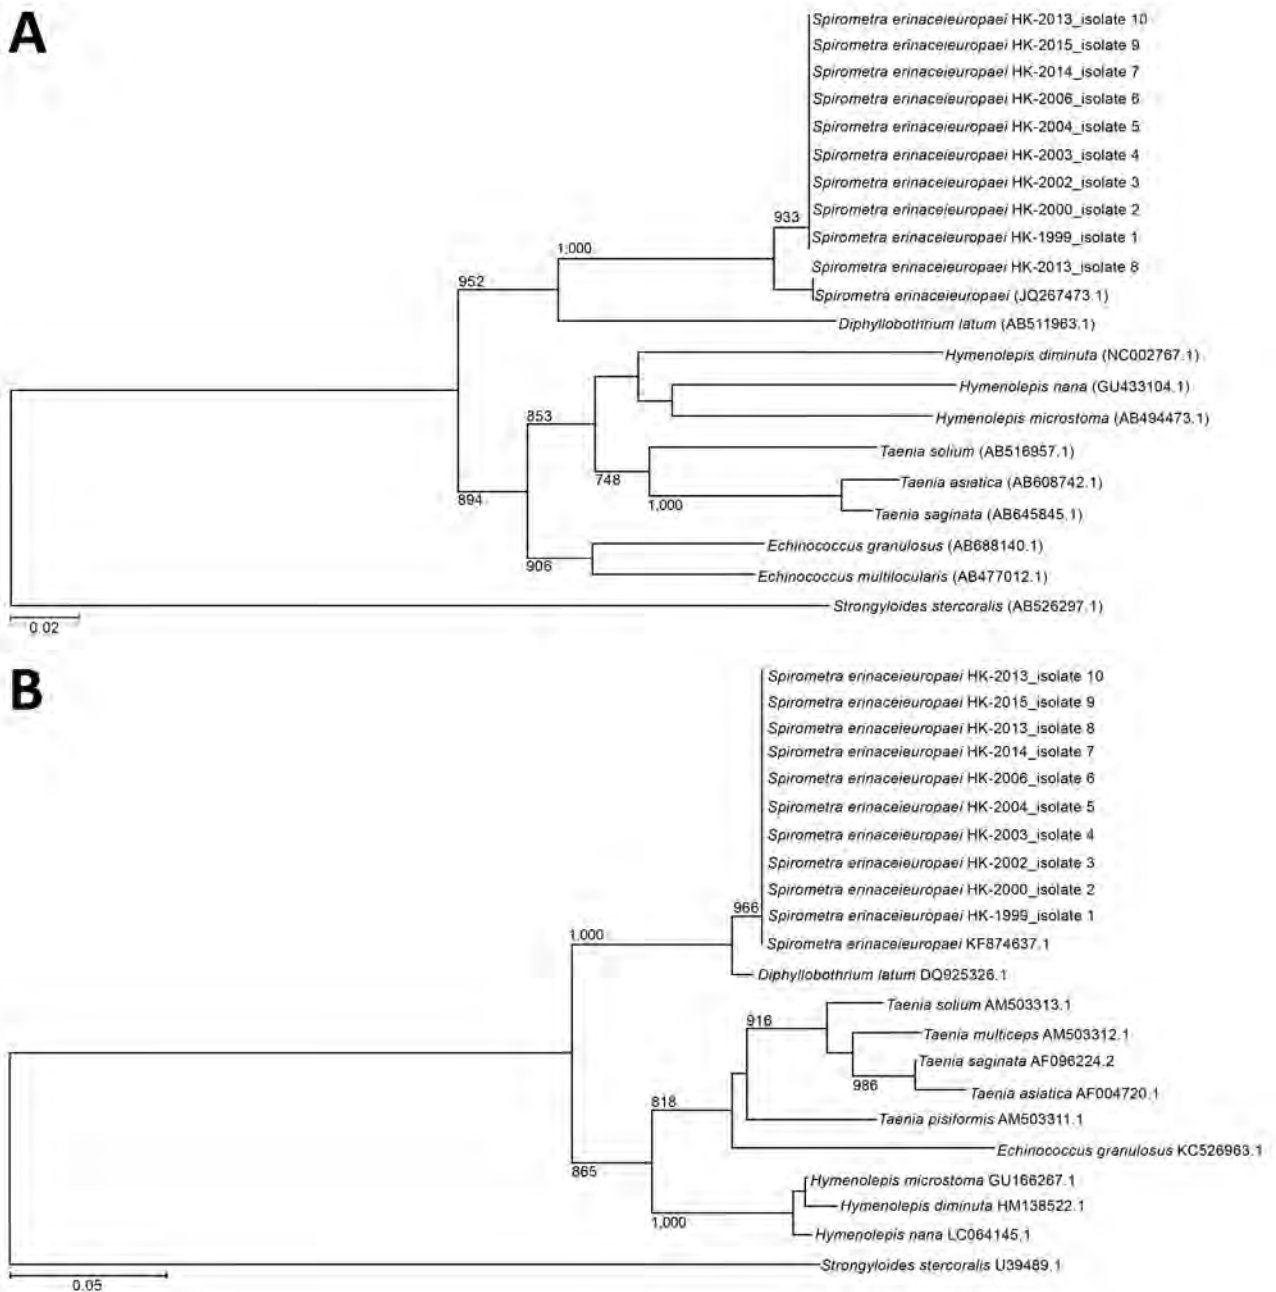 A
Spirometra erinaceieuropaei HK-2013_isolate 10
Spirometra erinaceieuropaei HK-2015_isolate 9
Spirometra erinaceieuropaei HK-2014_isolate 7
Spirometra erinaceieuropaei HK-2006_isolate 6
Spirometra erinaceieuropaei HK-2004_isolate 5
Spirometra erinaceieuropaei HK-2003_isolate 4
Spirometra erinaceieuropaei HK-2002_isolate 3
Spirometra erinaceieuropaei HK-2000_isolate 2
933
Spirometra erinaceieuropaei HK-1999_isolate 1
1,000
Spirometra erinaceieuropaei HK-2013_isolate 8
952
Spirometra erinaceieuropaei (JQ267473.1)
Diphyllobothrium latum (AB511963.1)
Hymenolepis diminuta (NC002767.1)
Hymenolepis nana (GU433104.1)
853
Hymenolepis microstoma (AB494473.1)
Taenia solium (AB516957.1)
748
Taenia asiatica (AB608742.1)
894
1,000
Taenia saginata (AB645845.1)
Echinococcus granulosus (AB688140.1)
906
Echinococcus multilocularis (AB477012.1)
Strongyloides stercoralis (AB526297.1)
0.02
B
Spirometra erinaceieuropaei HK-2013_isolate 10
Spirometra erinaceieuropaei HK-2015_isolate 9
Spirometra erinaceieuropaei HK-2013_isolate 8
Spirometra erinaceieuropaei HK-2014_isolate 7
Spirometra erinaceieuropaei HK-2006_isolate 6
Spirometra erinaceieuropaei HK-2004_isolate 5
Spirometra erinaceieuropaei HK-2003_isolate 4
Spirometra erinaceieuropaei HK-2002_isolate 3
Spirometra erinaceieuropaei HK-2000_isolate 2
966
Spirometra erinaceieuropaei HK-1999_isolate 1
1,000
Spirometra erinaceieuropaei KF874637.1
Diphyllobothrium latum DQ925326.1
Taenia solium AM503313.1
916
Taenia multiceps AM503312.1
Taenia saginata AF096224.2
986
Taenia asiatica AF004720.1
818
Taenia pisiformis AM503311.1
Echinococcus granulosus KC526963.1
865
Hymenolepis microstoma GU166267.1
Hymenolepis diminuta HM138522.1
1,000
Hymenolepis nana LC064145.1
Strongyloides stercoralis U39489.1
0.05